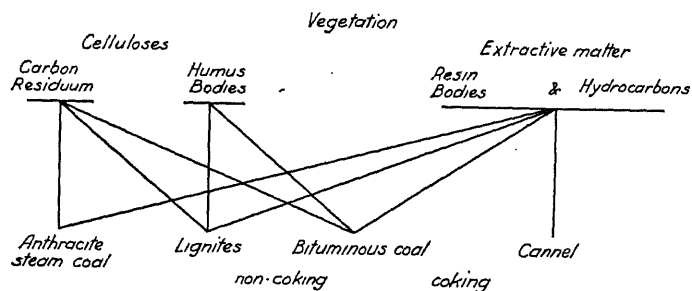 Vegetation
Celluloses
Extractive matter
Carbon
Residuum
Humus
Bodies
Resin
Bodies
& Hydrocarbons
Anthracite
steam coal
Lignites
Bituminous coal
Cannel
non-coking
coking